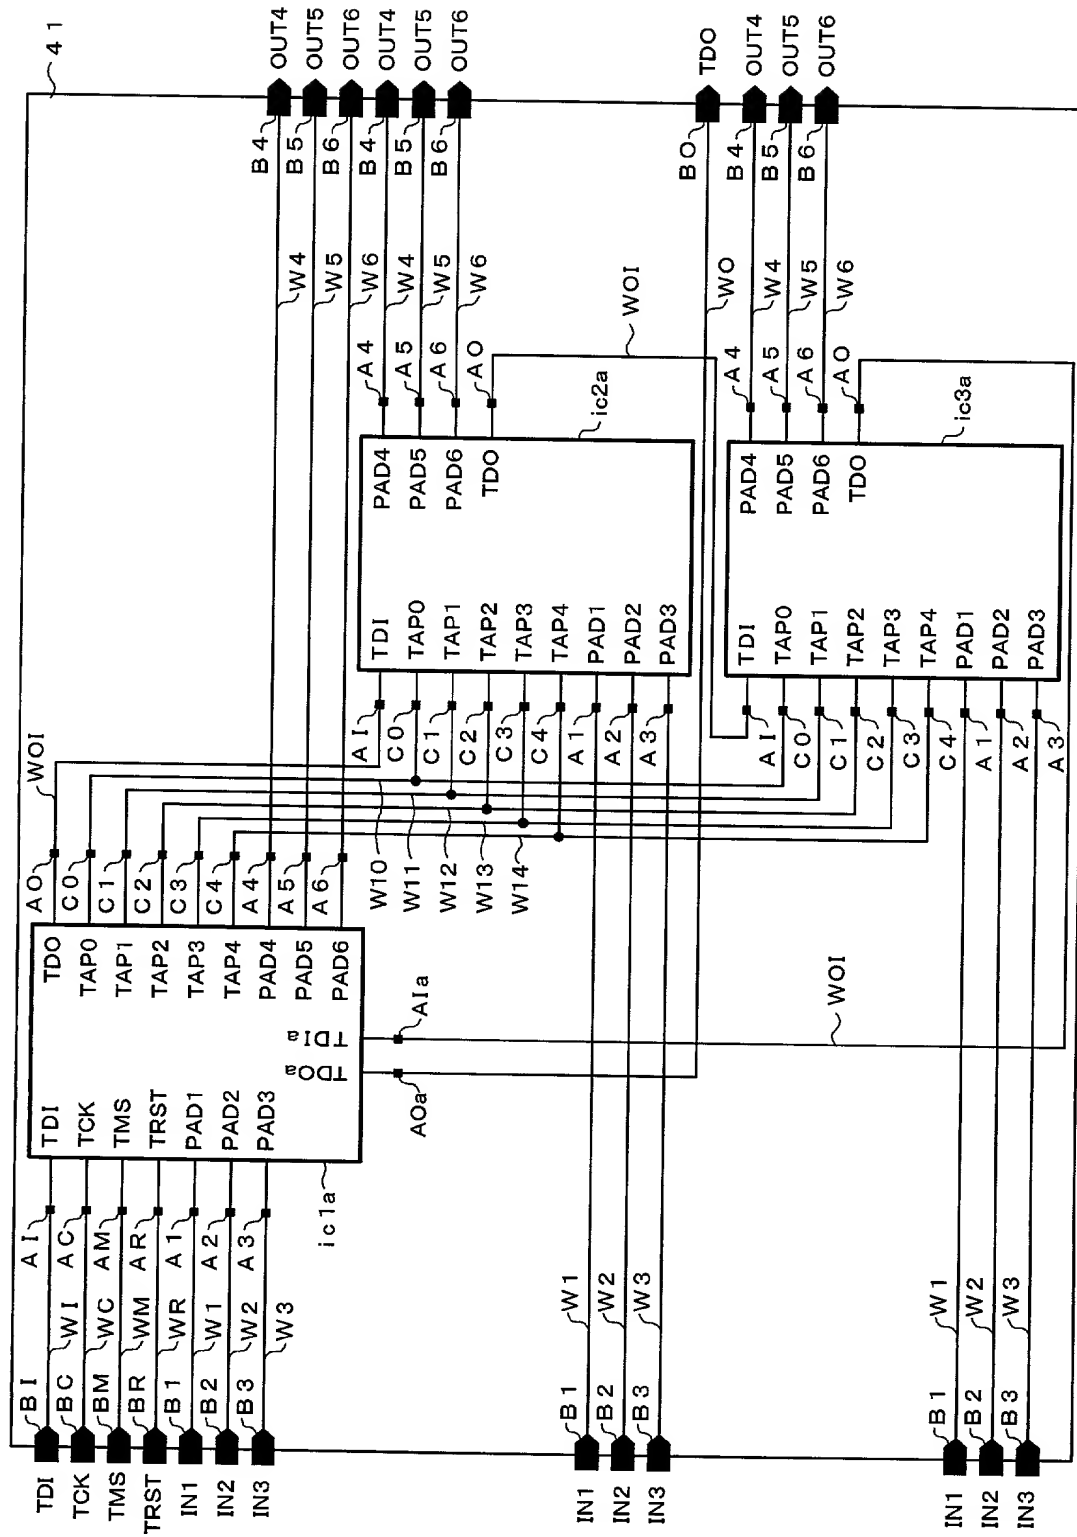 41
TDI
TCK
TMS
TRST
IN1
IN2
IN3
BI
BC
BM
BR
B1
B2
B3
WI
WC
WM
WR
W1
W2
W3
AI
AC
AM
AR
A1
A2
A3
ic1a
TDI
TCK
TMS
TRST
PAD1
PAD2
PAD3
TDOa
TDIa
AOa
AIa
TDO
TAP0
TAP1
TAP2
TAP3
TAP4
PAD4
PAD5
PAD6
AO
C0
C1
C2
C3
C4
A4
A5
A6
WOI
W10
W11
W12
W13
W14
W4
W5
W6
B4
B5
B6
OUT4
OUT5
OUT6
IN1
IN2
IN3
B1
B2
B3
W1
W2
W3
AI
C0
C1
C2
C3
C4
A1
A2
A3
TDI
TAP0
TAP1
TAP2
TAP3
TAP4
PAD1
PAD2
PAD3
PAD4
PAD5
PAD6
TDO
ic2a
A4
A5
A6
AO
W4
W5
W6
WOI
B4
B5
B6
OUT4
OUT5
OUT6
WOI
WO
BO
TDO
IN1
IN2
IN3
B1
B2
B3
W1
W2
W3
AI
C0
C1
C2
C3
C4
A1
A2
A3
TDI
TAP0
TAP1
TAP2
TAP3
TAP4
PAD1
PAD2
PAD3
PAD4
PAD5
PAD6
TDO
ic3a
A4
A5
A6
AO
W4
W5
W6
B4
B5
B6
OUT4
OUT5
OUT6